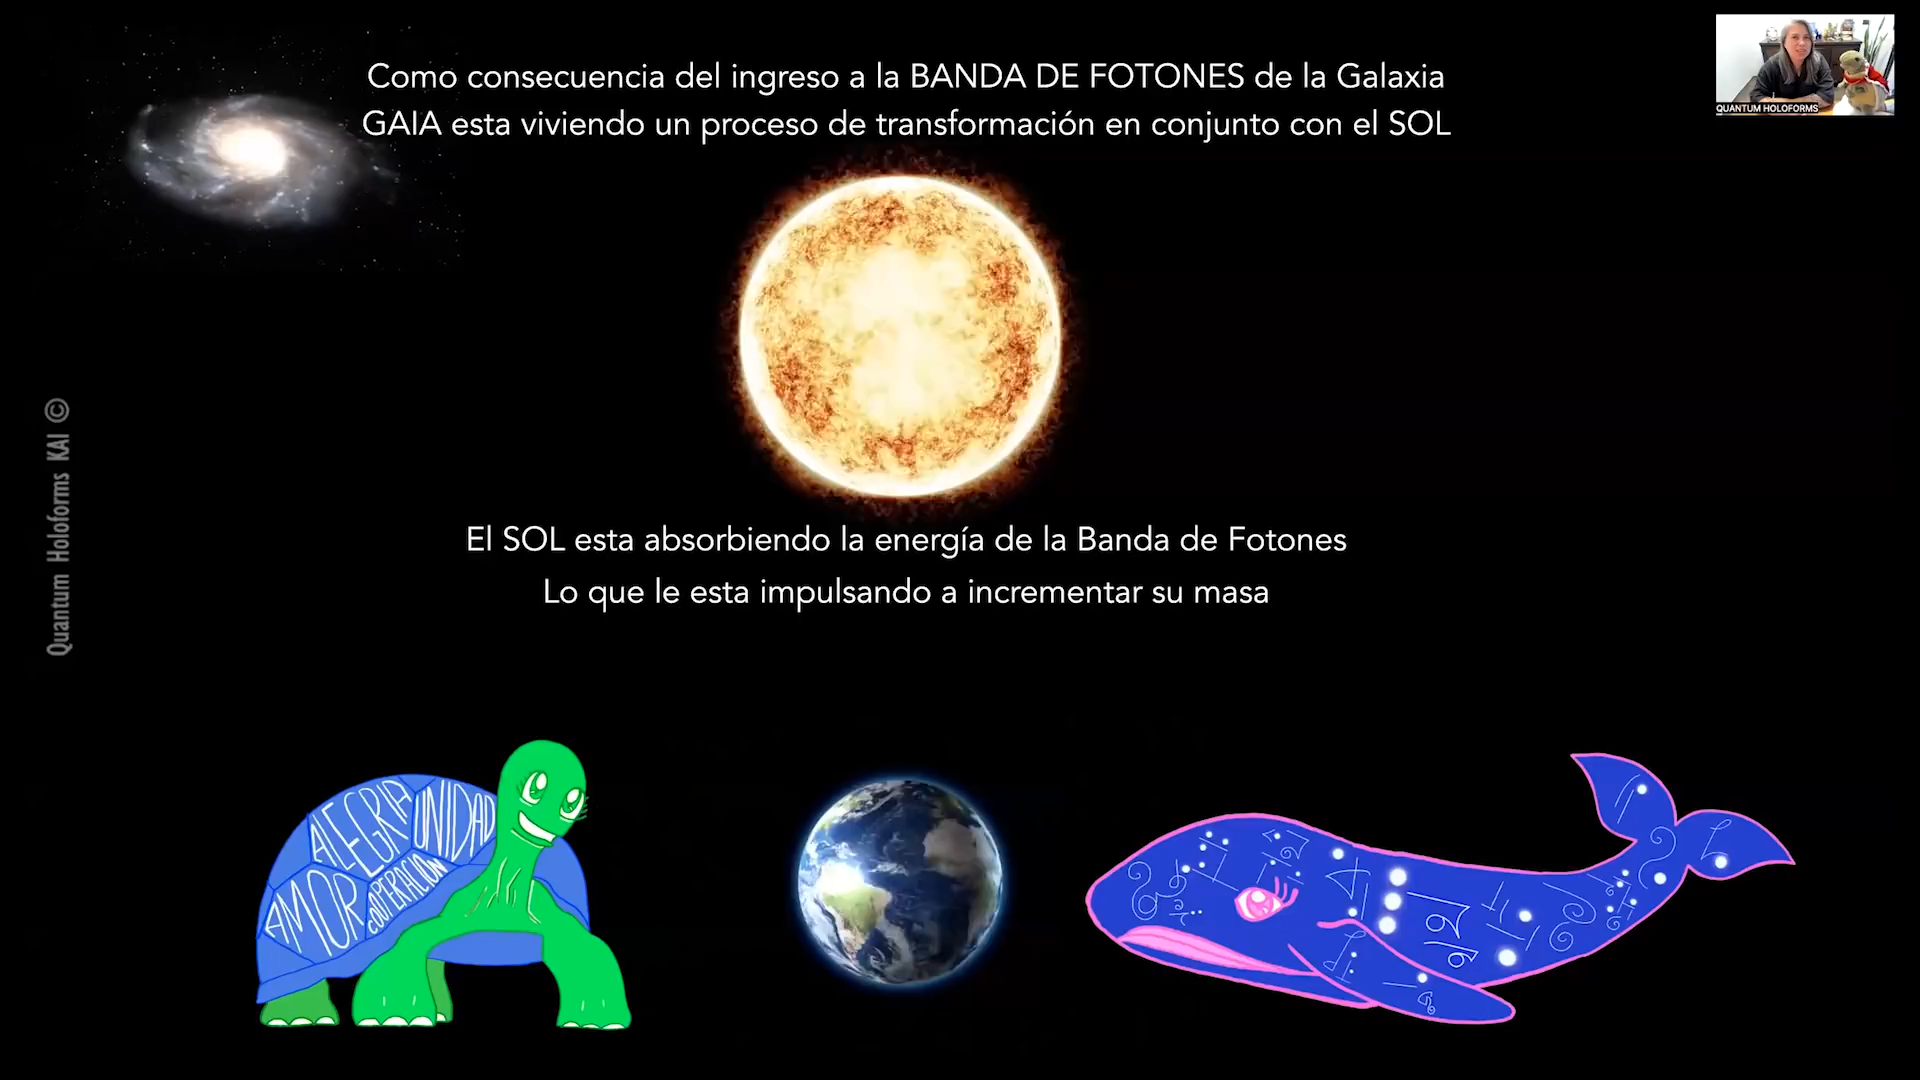 Como consecuencia del ingreso a la BANDA DE FOTONES de la Galaxia
GAIA esta viviendo un proceso de transformación en conjunto con el SOL
QUANTUM HOLOFORMS
El SOL esta absorbiendo la energía de la Banda de Fotones
Lo que le esta impulsando a incrementar su masa
Quantum Holoforms KAI ©
ALEGRIA
UNIDAD
AMOR
COOPERACION